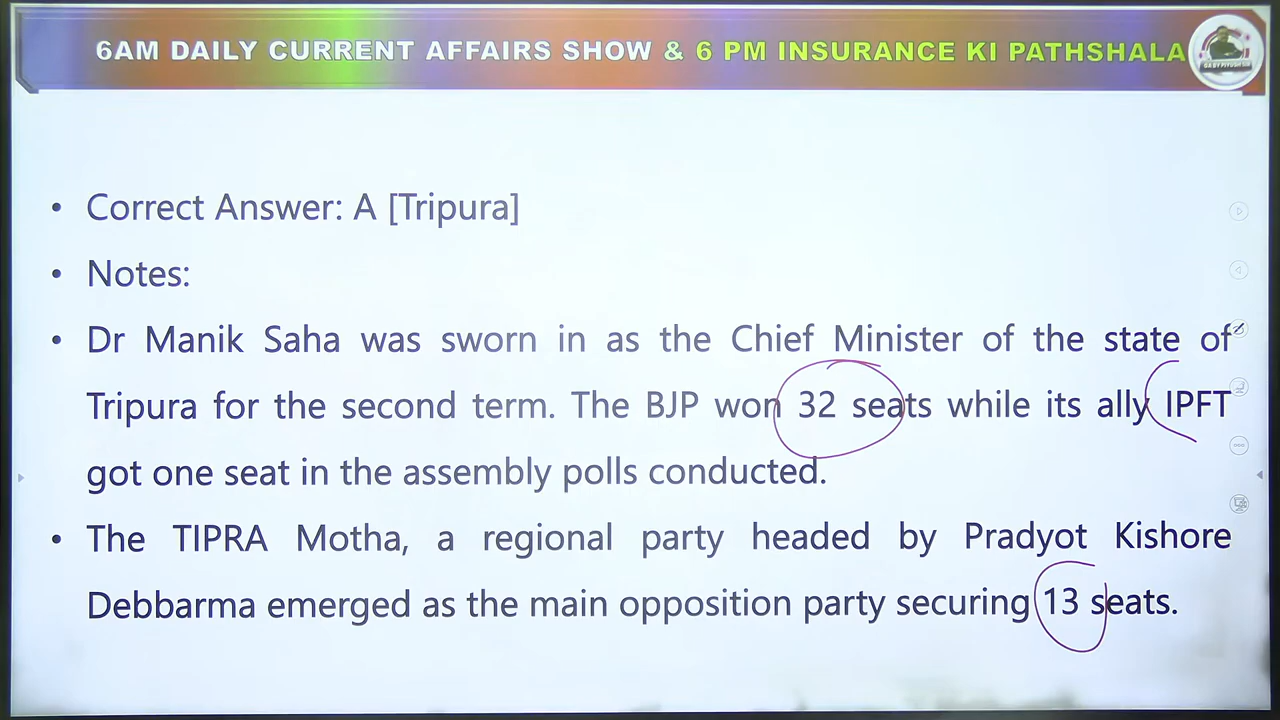 6AM DAILY CURRENT AFFAIRS SHOW & 6 PM INSURANCE KI PATHSHALA
• Correct Answer: A [Tripura]
• Notes:
• Dr Manik Saha was sworn in as the Chief Minister of the state of
Tripura for the second term. The BJP won 32 seats while its ally IPFT
got one seat in the assembly polls conducted.
• The TIPRA Motha, a regional party headed by Pradyot Kishore
Debbarma emerged as the main opposition party securing 13 seats.